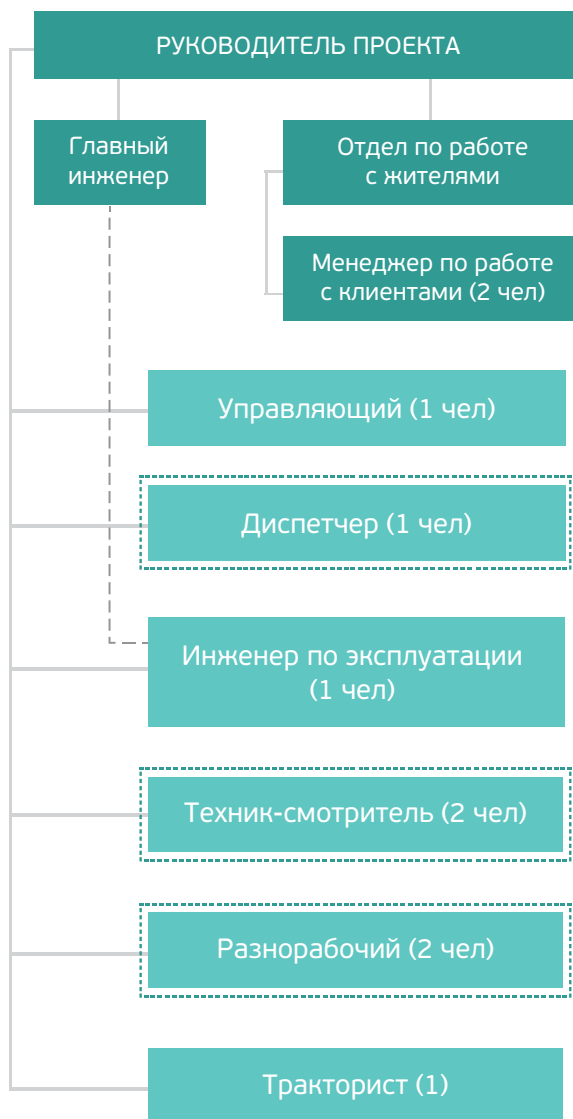 РУКОВОДИТЕЛЬ ПРОЕКТА
Главный
инженер
Отдел по работе
с жителями
Менеджер по работе
с клиентами (2 чел)
Управляющий (1 чел)
Диспетчер (1 чел)
Инженер по эксплуатации
(1 чел)
Техник-смотритель (2 чел)
Разнорабочий (2 чел)
Тракторист (1)